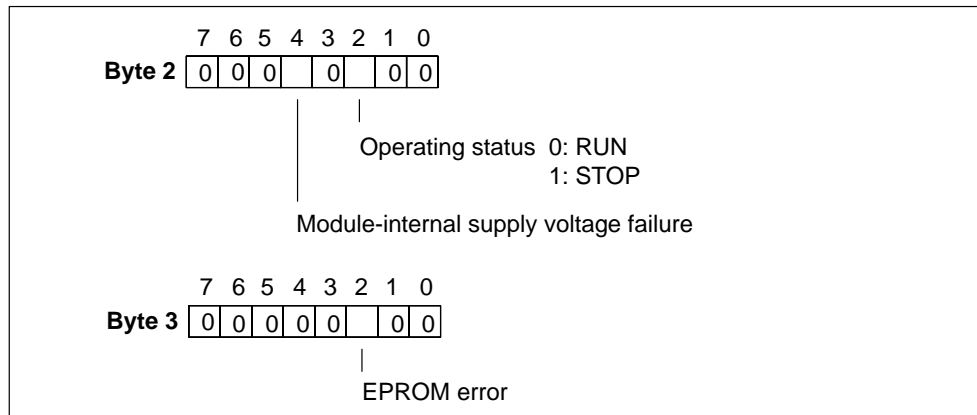 7 6 5 4 3 2 1 0
Byte 2 0 0 0 0 0 0
Operating status 0: RUN
1: STOP
Module-internal supply voltage failure
7 6 5 4 3 2 1 0
Byte 3 0 0 0 0 0 0 0
EPROM error